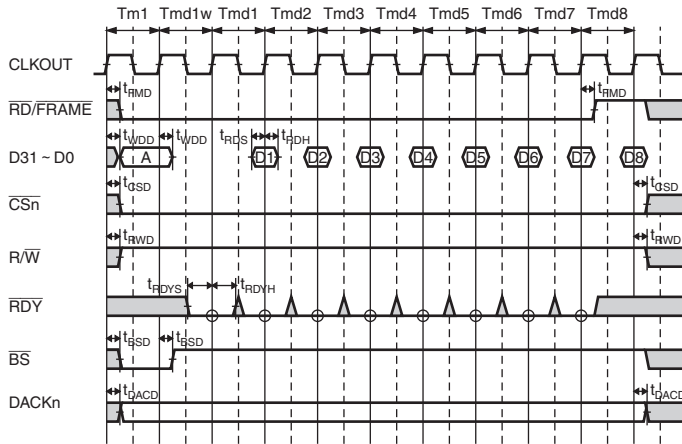 Tm1 Tmd1w Tmd1 Tmd2 Tmd3 Tmd4 Tmd5 Tmd6 Tmd7 Tmd8
CLKOUT
tFMD tFMD
RD/FRAME
tWDD tWDD tRDS tRDH
D31 ~ D0 A D1 D2 D3 D4 D5 D6 D7 D8
tCSD tCSD
CSn
tRWD tRWD
R/W
tRDYS tRDYH
RDY
tBSD tBSD
BS
tDACD tDACD
DACKn